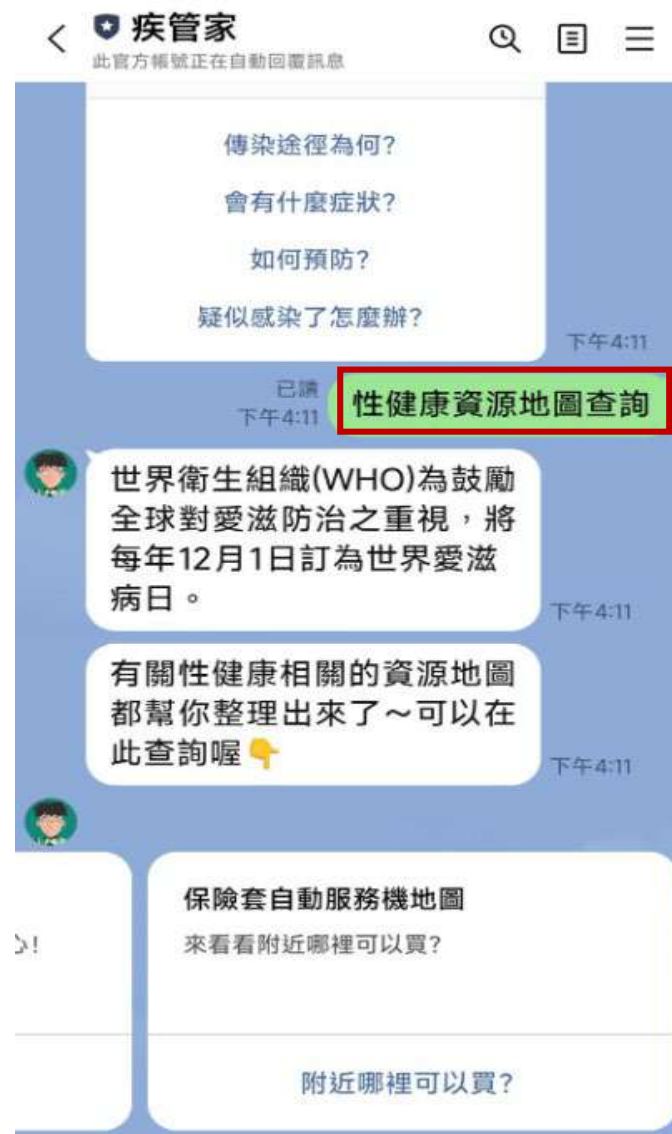 疾管家
此官方帳號正在自動回覆訊息
傳染途徑為何?
會有什麼症狀?
如何預防?
疑似感染了怎麼辦?
下午4:11
已讀
下午4:11
性健康資源地圖查詢
世界衛生組織(WHO)為鼓勵
全球對愛滋防治之重視，將
每年12月1日訂為世界愛滋
病日。
下午4:11
有關性健康相關的資源地圖
都幫你整理出來了～可以在
此查詢喔👇
下午4:11
心!
保險套自動服務機地圖
來看看附近哪裡可以買?
附近哪裡可以買?